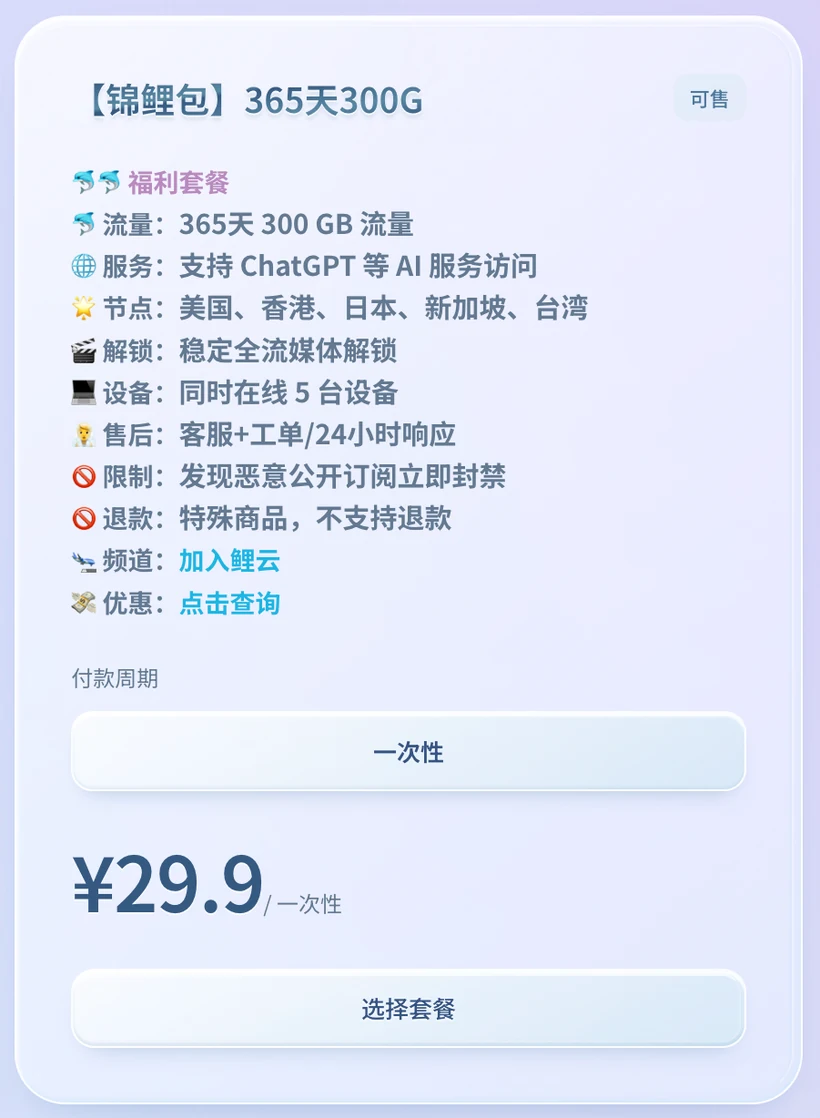 【锦鲤包】365天300G
可售
🐬🐬 福利套餐
🐬 流量：365天 300 GB 流量
🌐 服务：支持 ChatGPT 等 AI 服务访问
🌟 节点：美国、香港、日本、新加坡、台湾
🎬 解锁：稳定全流媒体解锁
💻 设备：同时在线 5 台设备
🧑‍💼 售后：客服+工单/24小时响应
🚫 限制：发现恶意公开订阅立即封禁
🚫 退款：特殊商品，不支持退款
🛬 频道：加入鲤云
💸 优惠：点击查询
付款周期
一次性
¥29.9/ 一次性
选择套餐